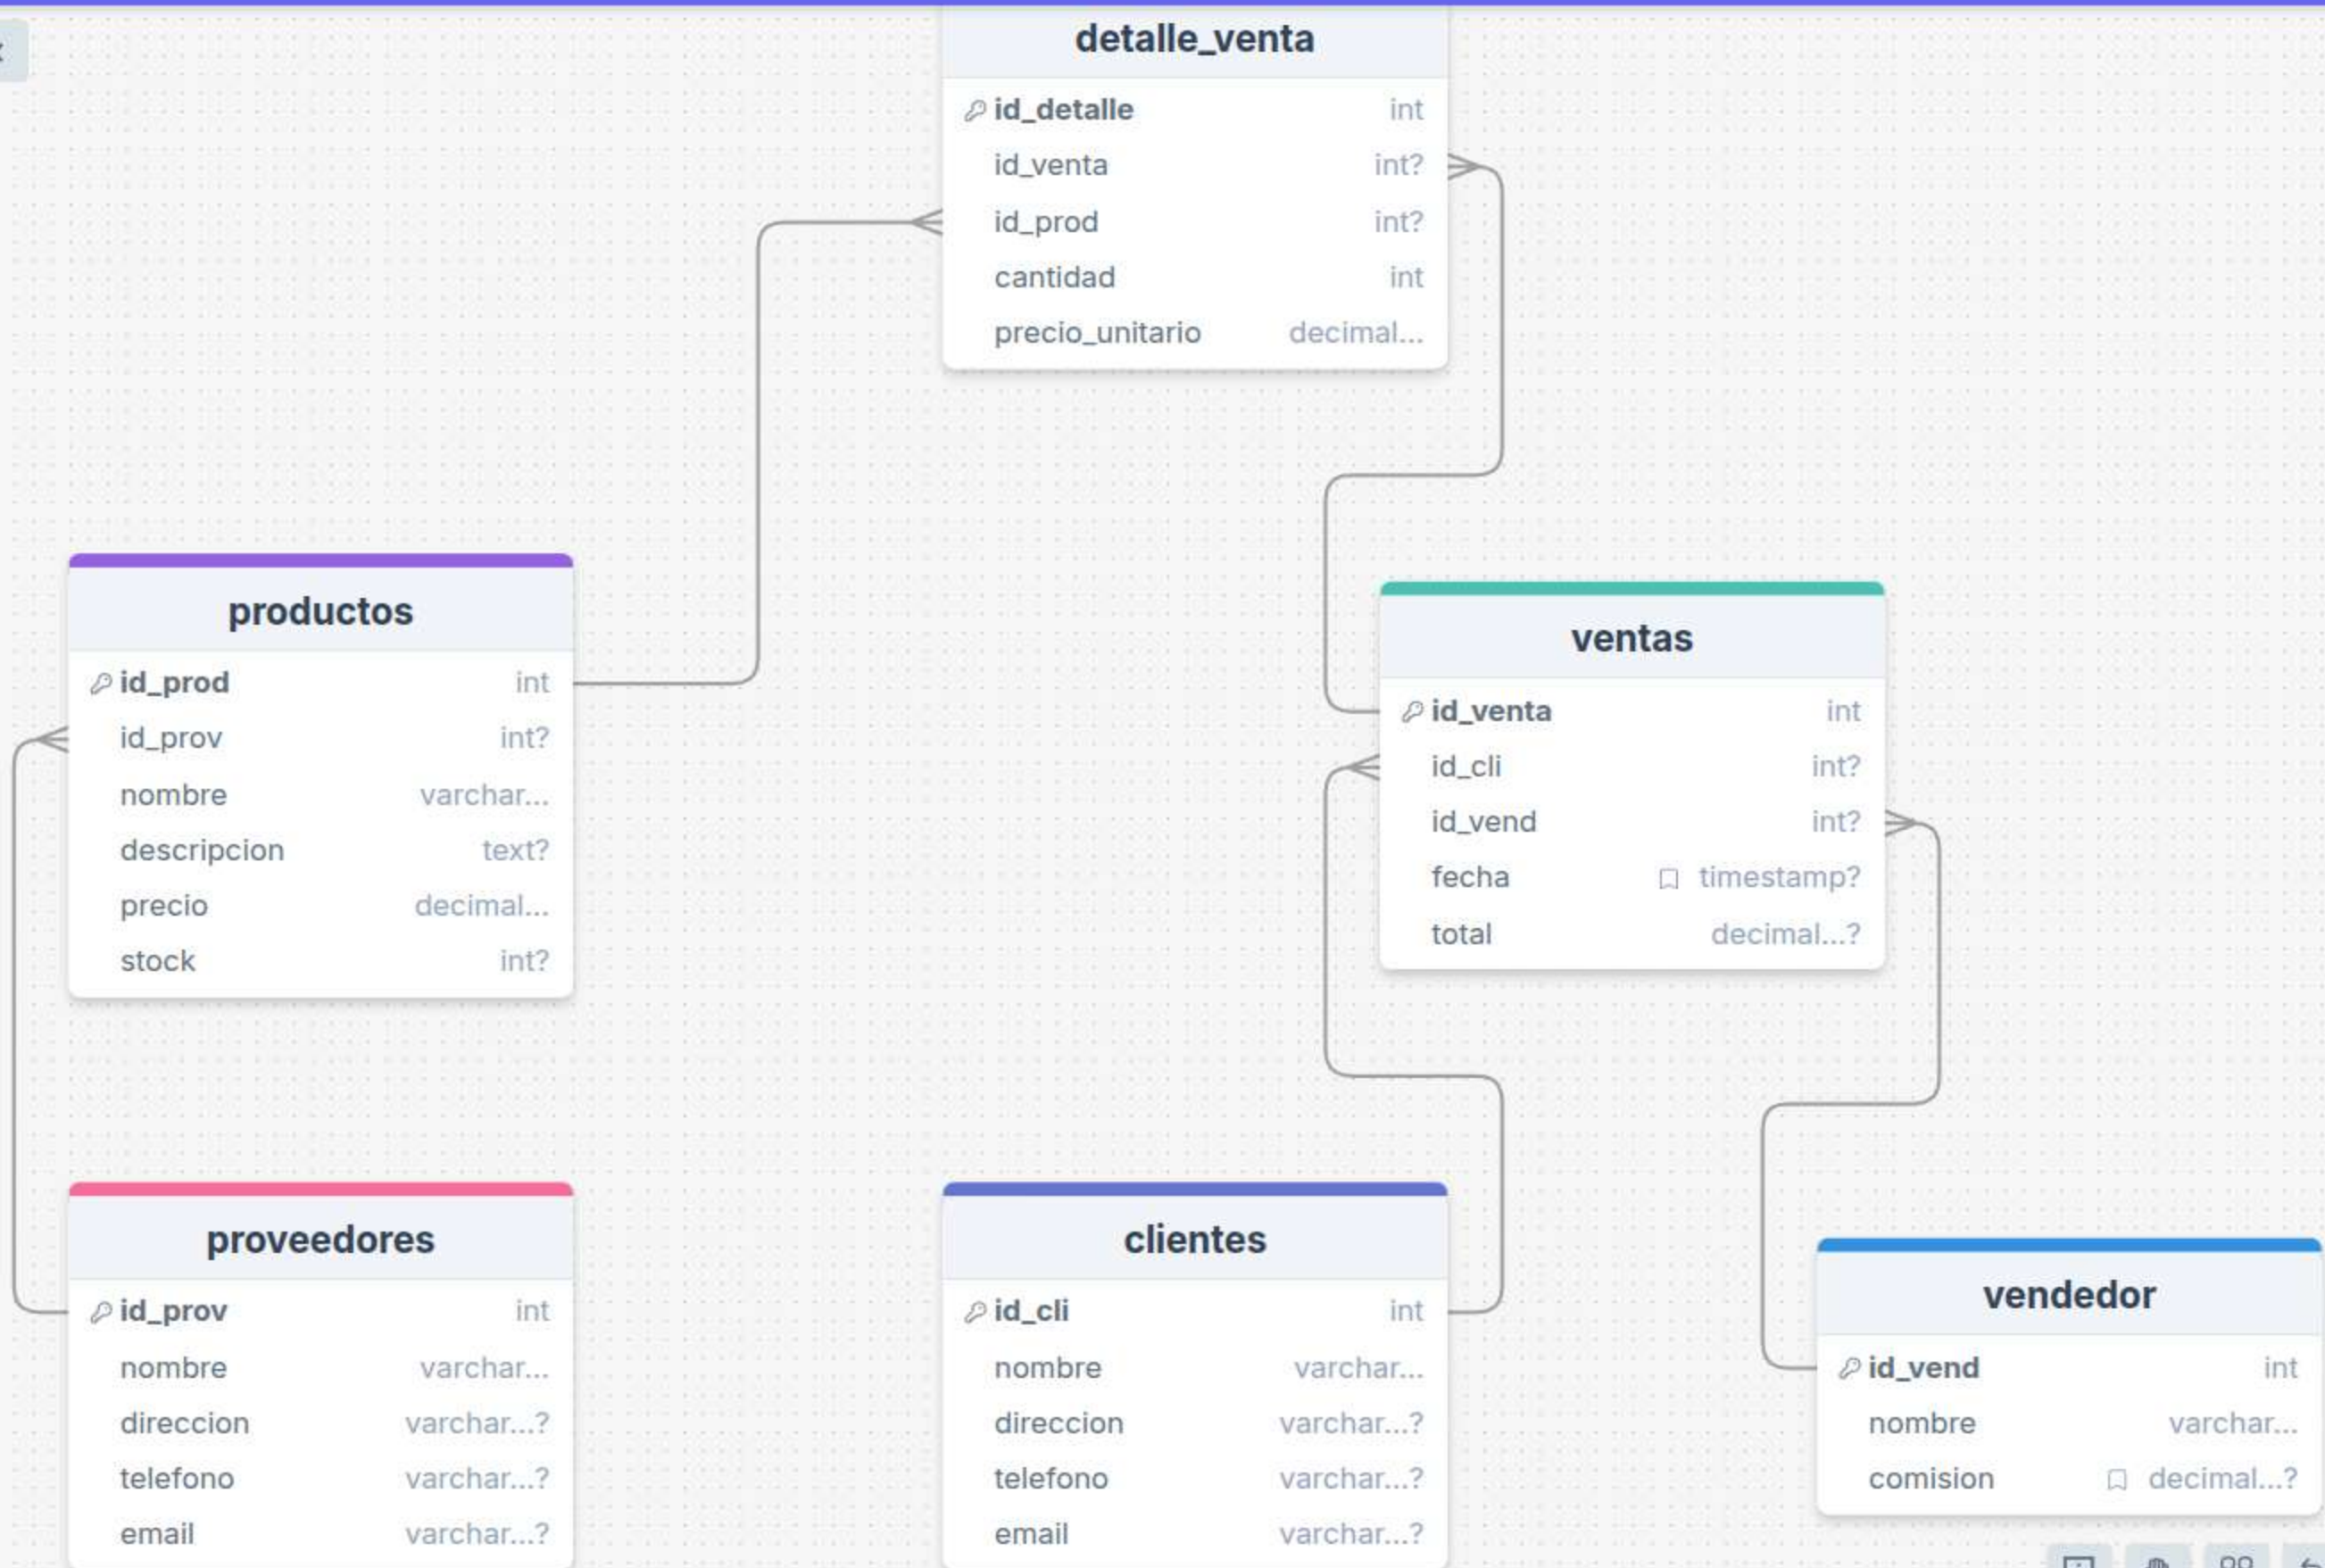 detalle_venta
id_detalle int
id_venta int?
id_prod int?
cantidad int
precio_unitario decimal...
productos
id_prod int
id_prov int?
nombre varchar...
descripcion text?
precio decimal...
stock int?
ventas
id_venta int
id_cli int?
id_vend int?
fecha timestamp?
total decimal...?
proveedores
id_prov int
nombre varchar...
direccion varchar...?
telefono varchar...?
email varchar...?
clientes
id_cli int
nombre varchar...
direccion varchar...?
telefono varchar...?
email varchar...?
vendedor
id_vend int
nombre varchar...
comision decimal...?